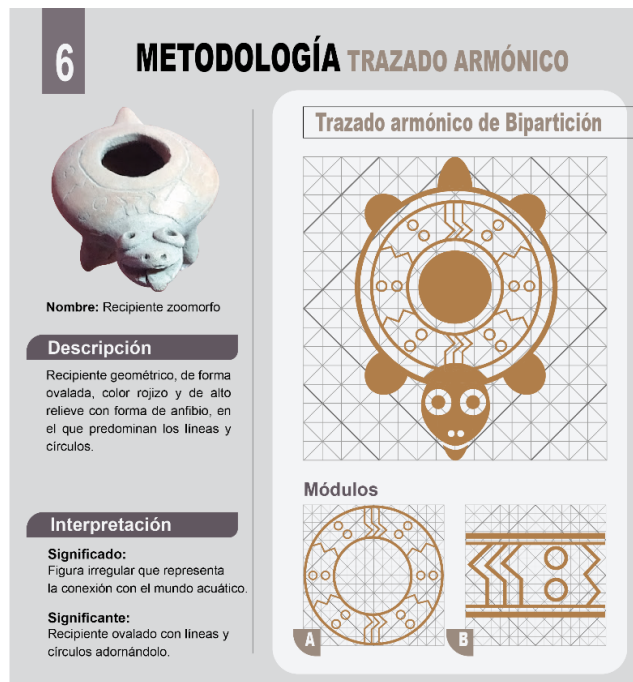 6
METODOLOGÍA TRAZADO ARMÓNICO
Nombre: Recipiente zoomorfo
Descripción
Recipiente geométrico, de forma
ovalada, color rojizo y de alto
relieve con forma de anfibio, en
el que predominan los líneas y
círculos.
Interpretación
Significado:
Figura irregular que representa
la conexión con el mundo acuático.
Significante:
Recipiente ovalado con líneas y
círculos adornándolo.
Trazado armónico de Bipartición
Módulos
A
B